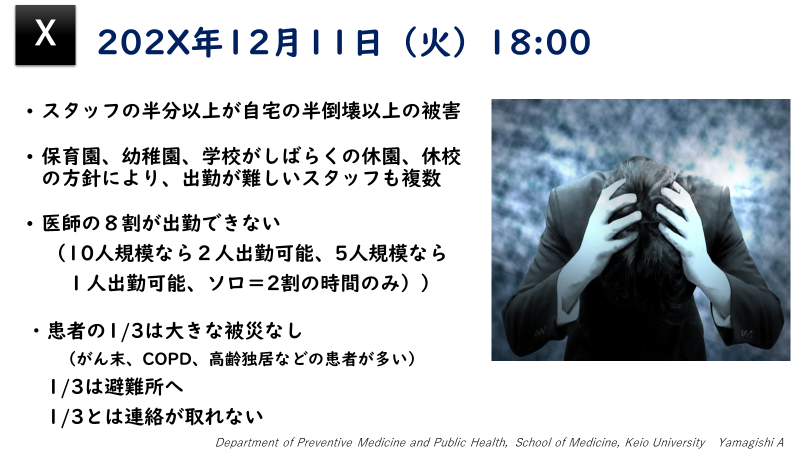 X
202X年12月11日（火）18:00
・スタッフの半分以上が自宅の半倒壊以上の被害
・保育園、幼稚園、学校がしばらくの休園、休校
の方針により、出勤が難しいスタッフも複数
・医師の８割が出勤できない
（10人規模なら２人出勤可能、5人規模なら
１人出勤可能、ソロ＝2割の時間のみ））
・患者の1/3は大きな被災なし
（がん末、COPD、高齢独居などの患者が多い）
1/3は避難所へ
1/3とは連絡が取れない
Department of Preventive Medicine and Public Health, School of Medicine, Keio University Yamagishi A